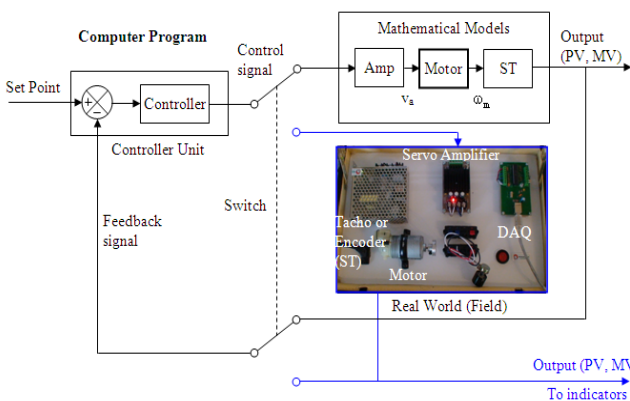 Computer Program
Control
signal
Mathematical Models
Output
(PV, MV)
Set Point
+
−
Controller
Amp
Motor
ST
vₐ
ωₘ
Controller Unit
Servo Amplifier
Switch
Feedback
signal
Tacho or
Encoder
(ST)
DAQ
Motor
Real World (Field)
Output (PV, MV
To indicators